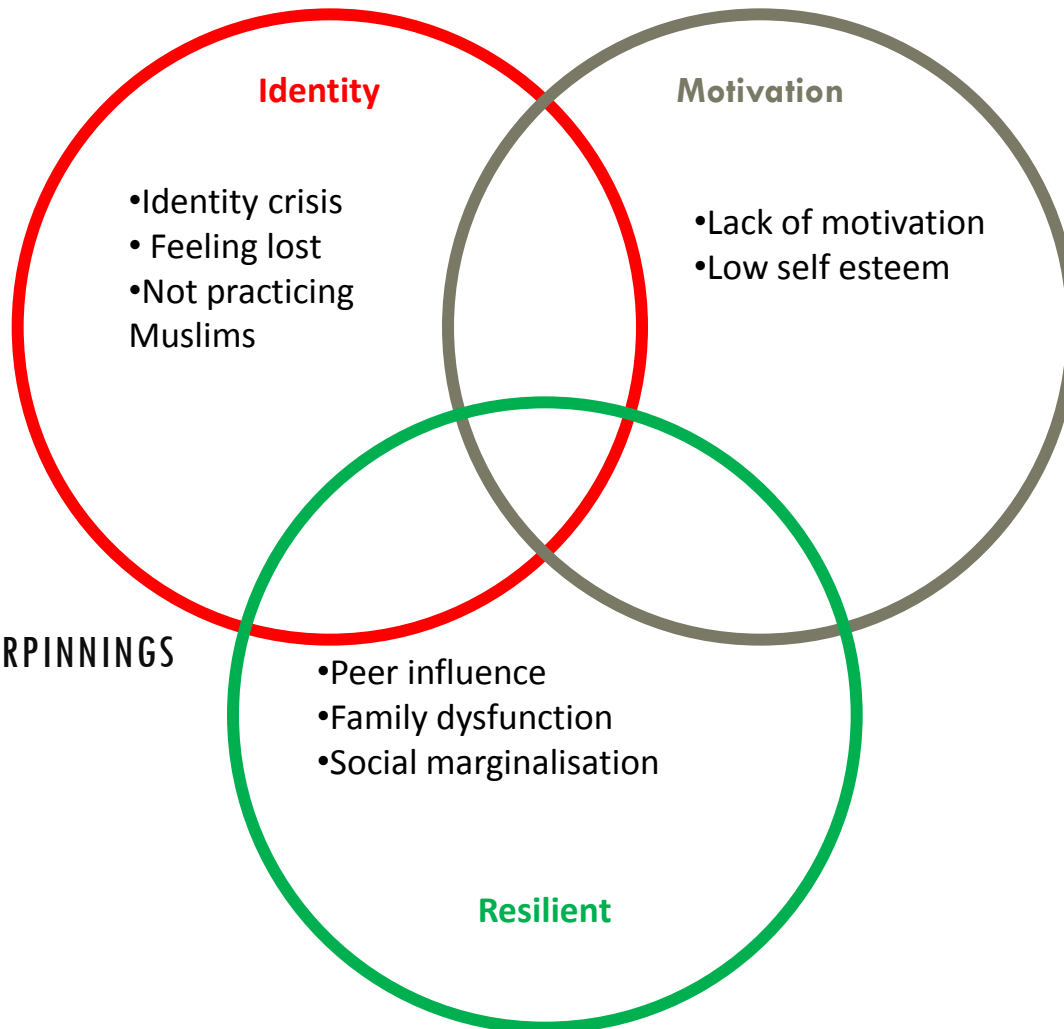 Identity
Motivation
•Identity crisis
• Feeling lost
•Not practicing
Muslims
•Lack of motivation
•Low self esteem
RPINNINGS
•Peer influence
•Family dysfunction
•Social marginalisation
Resilient